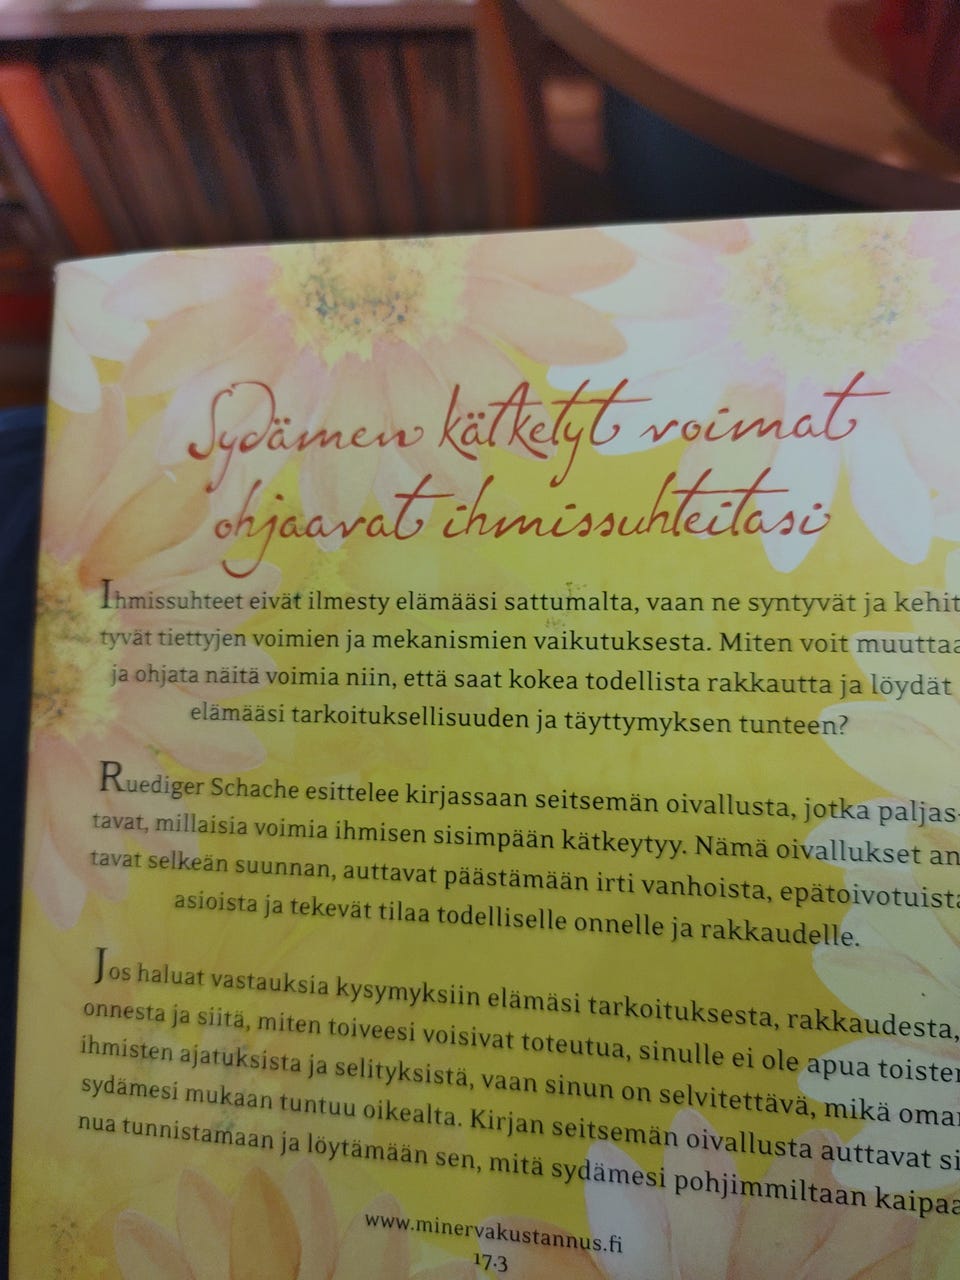 Sydämen kätketyt voimat
ohjaavat ihmissuhteitasi
Ihmissuhteet eivät ilmesty elämääsi sattumalta, vaan ne syntyvät ja kehit
tyvät tiettyjen voimien ja mekanismien vaikutuksesta. Miten voit muuttaa
ja ohjata näitä voimia niin, että saat kokea todellista rakkautta ja löydät
elämääsi tarkoituksellisuuden ja täyttymyksen tunteen?
Ruediger Schache esittelee kirjassaan seitsemän oivallusta, jotka paljas-
tavat, millaisia voimia ihmisen sisimpään kätkeytyy. Nämä oivallukset an
tavat selkeän suunnan, auttavat päästämään irti vanhoista, epätoivotuista
asioista ja tekevät tilaa todelliselle onnelle ja rakkaudelle.
Jos haluat vastauksia kysymyksiin elämäsi tarkoituksesta, rakkaudesta,
onnesta ja siitä, miten toiveesi voisivat toteutua, sinulle ei ole apua toisten
ihmisten ajatuksista ja selityksistä, vaan sinun on selvitettävä, mikä oman
sydämesi mukaan tuntuu oikealta. Kirjan seitsemän oivallusta auttavat si
nua tunnistamaan ja löytämään sen, mitä sydämesi pohjimmiltaan kaipaa
www.minervakustannus.fi
17.3